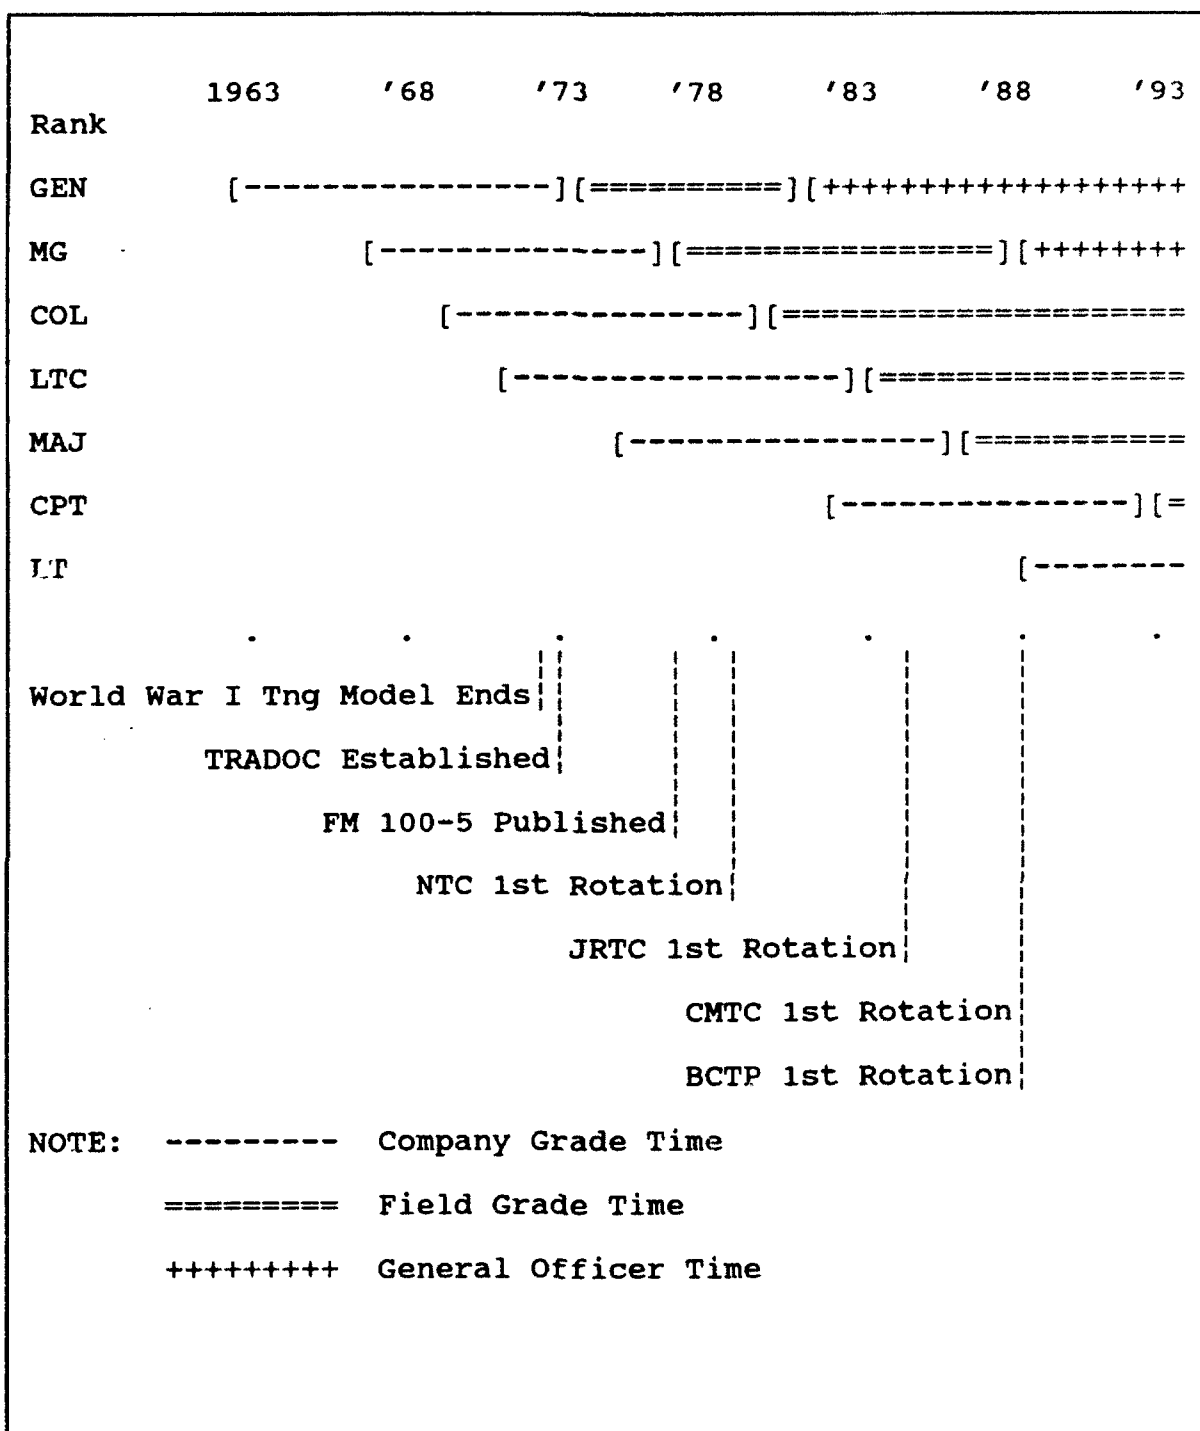 1963 '68 '73 '78 '83 '88 '93
Rank
GEN [----------------][==========][+++++++++++++++++++
MG [--------------][================][++++++++
COL [---------------][=====================
LTC [-----------------][================
MAJ [----------------][===========
CPT [---------------][=
LT [--------
World War I Tng Model Ends
TRADOC Established
FM 100-5 Published
NTC 1st Rotation
JRTC 1st Rotation
CMTC 1st Rotation
BCTP 1st Rotation
NOTE: --------- Company Grade Time
========= Field Grade Time
+++++++++ General Officer Time